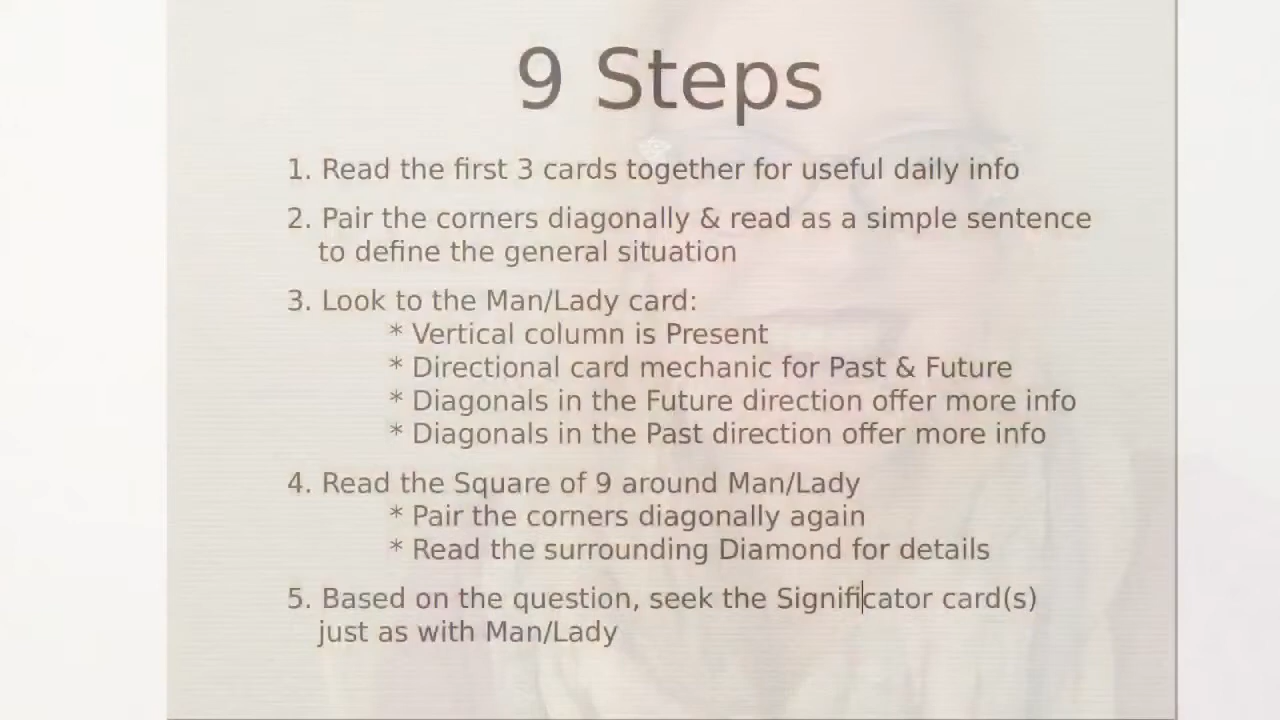 9 Steps
1. Read the first 3 cards together for useful daily info
2. Pair the corners diagonally & read as a simple sentence
to define the general situation
3. Look to the Man/Lady card:
* Vertical column is Present
* Directional card mechanic for Past & Future
* Diagonals in the Future direction offer more info
* Diagonals in the Past direction offer more info
4. Read the Square of 9 around Man/Lady
* Pair the corners diagonally again
* Read the surrounding Diamond for details
5. Based on the question, seek the Significator card(s)
just as with Man/Lady